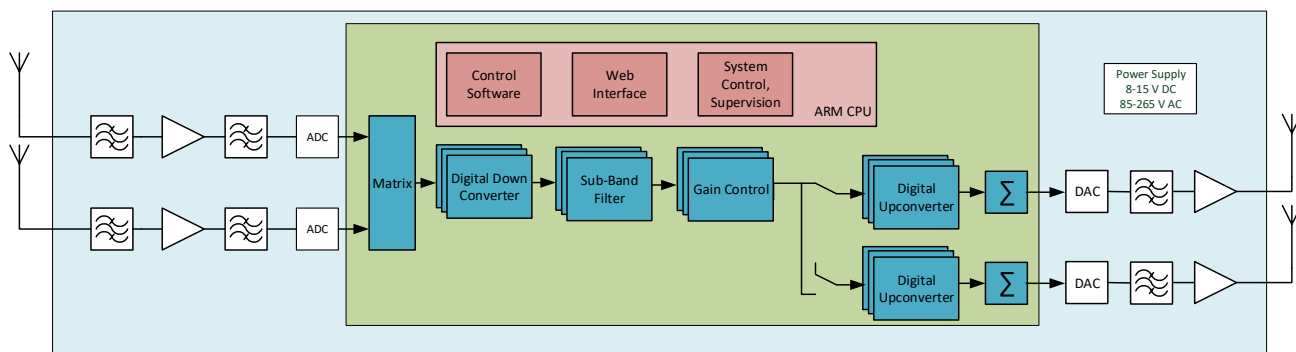 Control
Software
Web
Interface
System
Control,
Supervision
ARM CPU
Power Supply
8-15 V DC
85-265 V AC
ADC
ADC
Matrix
Digital Down
Converter
Sub-Band
Filter
Gain Control
Digital
Upconverter
Σ
DAC
Digital
Upconverter
Σ
DAC